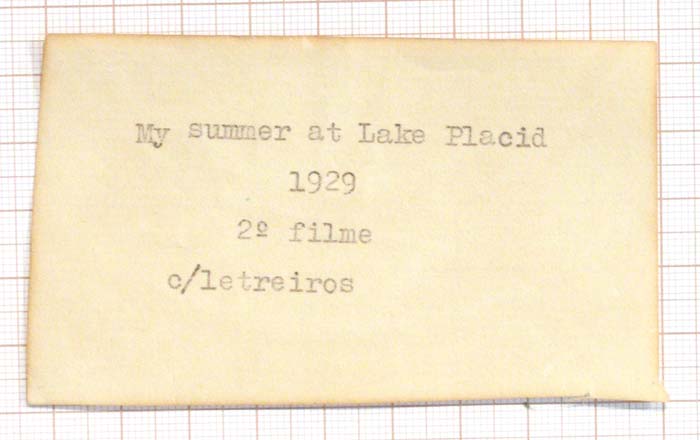 My summer at Lake Placid
1929
2º filme
c/letreiros